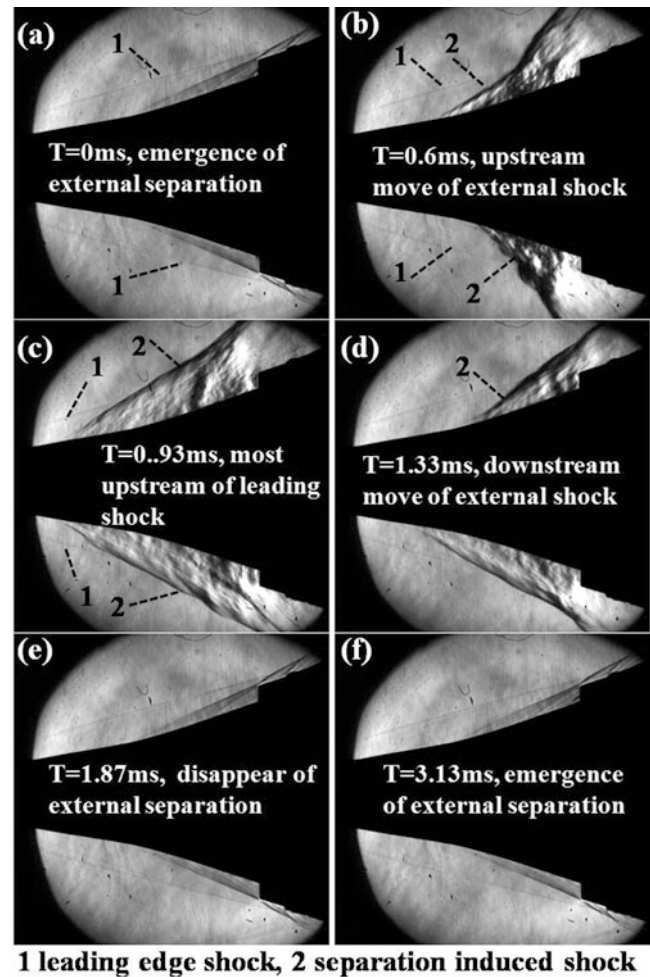 (a)
1
T=0ms, emergence of
external separation
1
(b)
1 2
T=0.6ms, upstream
move of external shock
1
2
(c)
1
2
T=0..93ms, most
upstream of leading
shock
1
2
(d)
2
T=1.33ms, downstream
move of external shock
(e)
T=1.87ms, disappear of
external separation
(f)
T=3.13ms, emergence
of external separation
1 leading edge shock, 2 separation induced shock